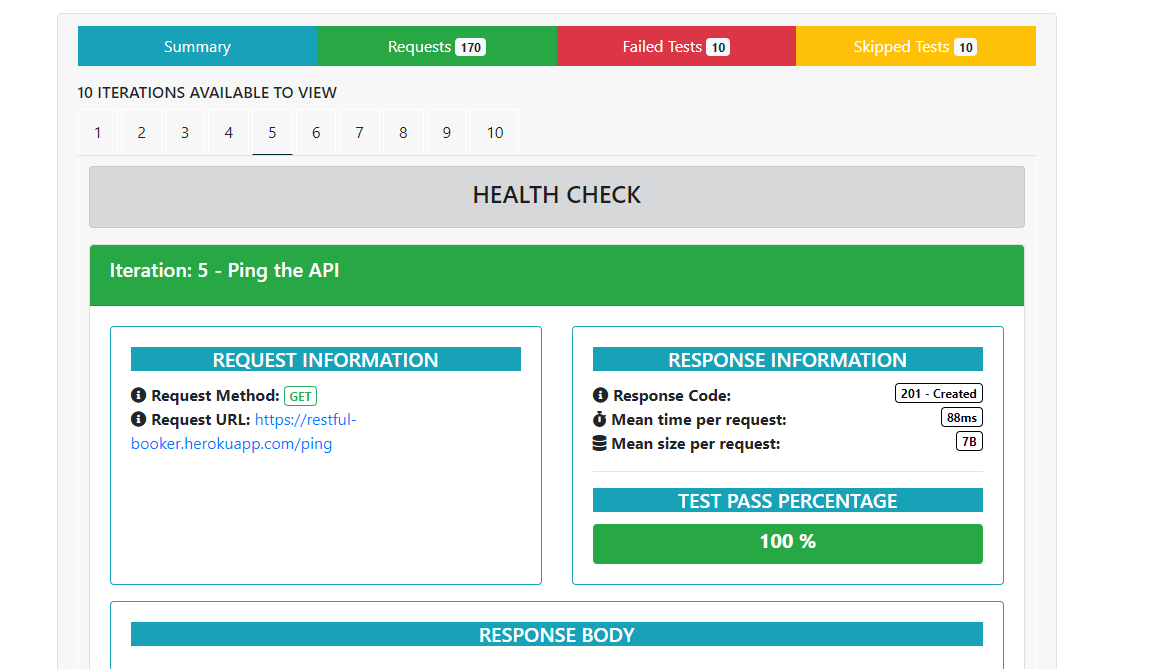 Summary
Requests 170
Failed Tests 10
Skipped Tests 10
10 ITERATIONS AVAILABLE TO VIEW
1 2 3 4 5 6 7 8 9 10
HEALTH CHECK
Iteration: 5 - Ping the API
REQUEST INFORMATION
Request Method: GET
Request URL: https://restful-
booker.herokuapp.com/ping
RESPONSE INFORMATION
Response Code: 201 - Created
Mean time per request: 88ms
Mean size per request: 7B
TEST PASS PERCENTAGE
100 %
RESPONSE BODY